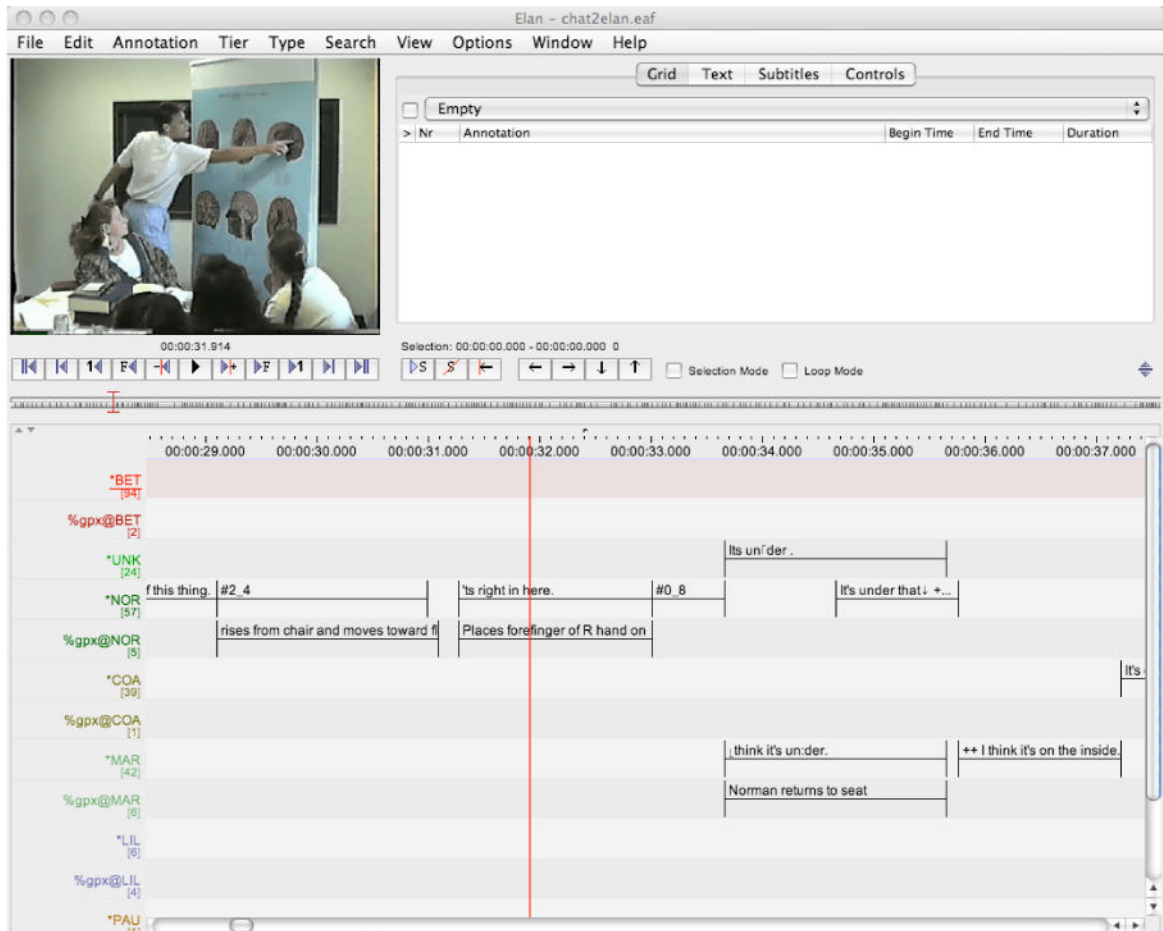 Elan - chat2elan.eaf
File Edit Annotation Tier Type Search View Options Window Help
Grid Text Subtitles Controls
Empty
> Nr Annotation Begin Time End Time Duration
00:00:31.914
Selection: 00:00:00.000 - 00:00:00.000 0
1 F F 1 S S Selection Mode Loop Mode
00:00:29.000 00:00:30.000 00:00:31.000 00:00:32.000 00:00:33.000 00:00:34.000 00:00:35.000 00:00:36.000 00:00:37.000
*BET
[94]
%gpx@BET
[2]
*UNK Its un⌈der .
[24]
*NOR f this thing. #2_4 'ts right in here. #0_8 It's under that↓ +...
[57]
%gpx@NOR rises from chair and moves toward fl Places forefinger of R hand on
[5]
*COA It's
[39]
%gpx@COA
[1]
*MAR ⌊think it's un:der. ++ I think it's on the inside.
[42]
%gpx@MAR Norman returns to seat
[6]
*LIL
[6]
%gpx@LIL
[4]
*PAU